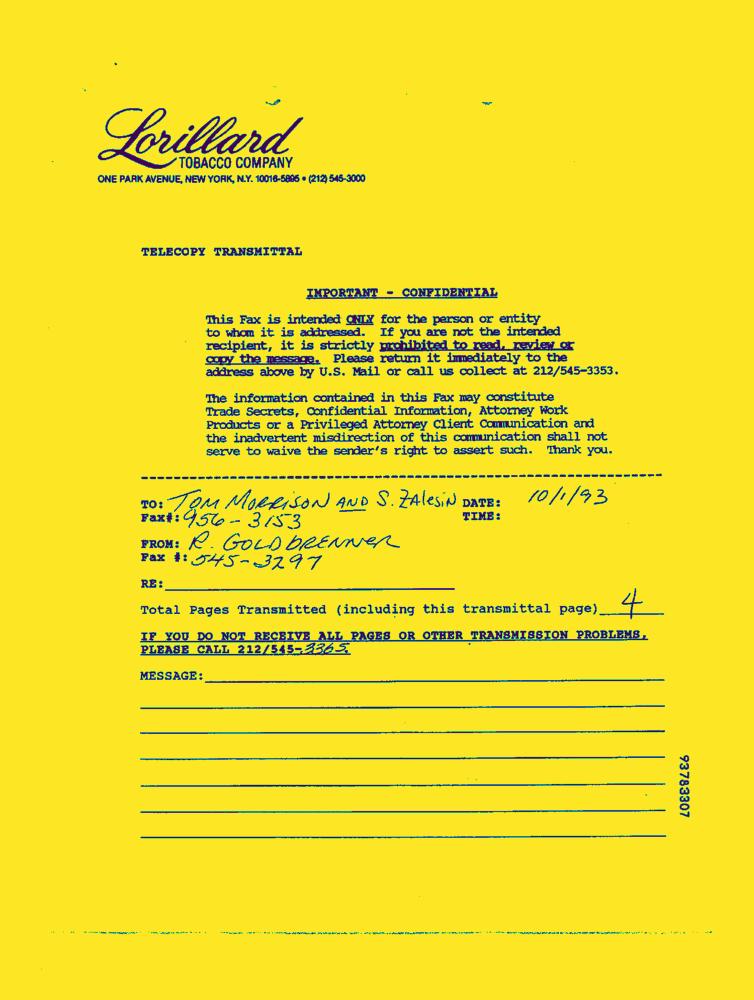 Lorillard
TOBACCO COMPANY
ONE PARK AVENUE, NEW YORK, N.Y. 10016-5895 • (212) 545-3000
TELECOPY TRANSMITTAL
IMPORTANT - CONFIDENTIAL
This Fax is intended ONLY for the person or entity
to whom it is addressed. If you are not the intended
recipient, it is strictly prohibited to read, review or
copy the message. Please return it immediately to the
address above by U.S. Mail or call us collect at 212/545-3353.
The information contained in this Fax may constitute
Trade Secrets, Confidential Information, Attorney Work
Products or a Privileged Attorney Client Communication and
the inadvertent misdirection of this communication shall not
serve to waive the sender's right to assert such. Thank you.
TO: TOM MORRISON AND S. ZAlesiN DATE: 10/1/93
Fax#: 956-3153 TIME:
FROM: R. GOLDBRENNER
Fax #: 545-3297
RE:
Total Pages Transmitted (including this transmittal page) 4
IF YOU DO NOT RECEIVE ALL PAGES OR OTHER TRANSMISSION PROBLEMS,
PLEASE CALL 212/545-3365.
MESSAGE:
93783307